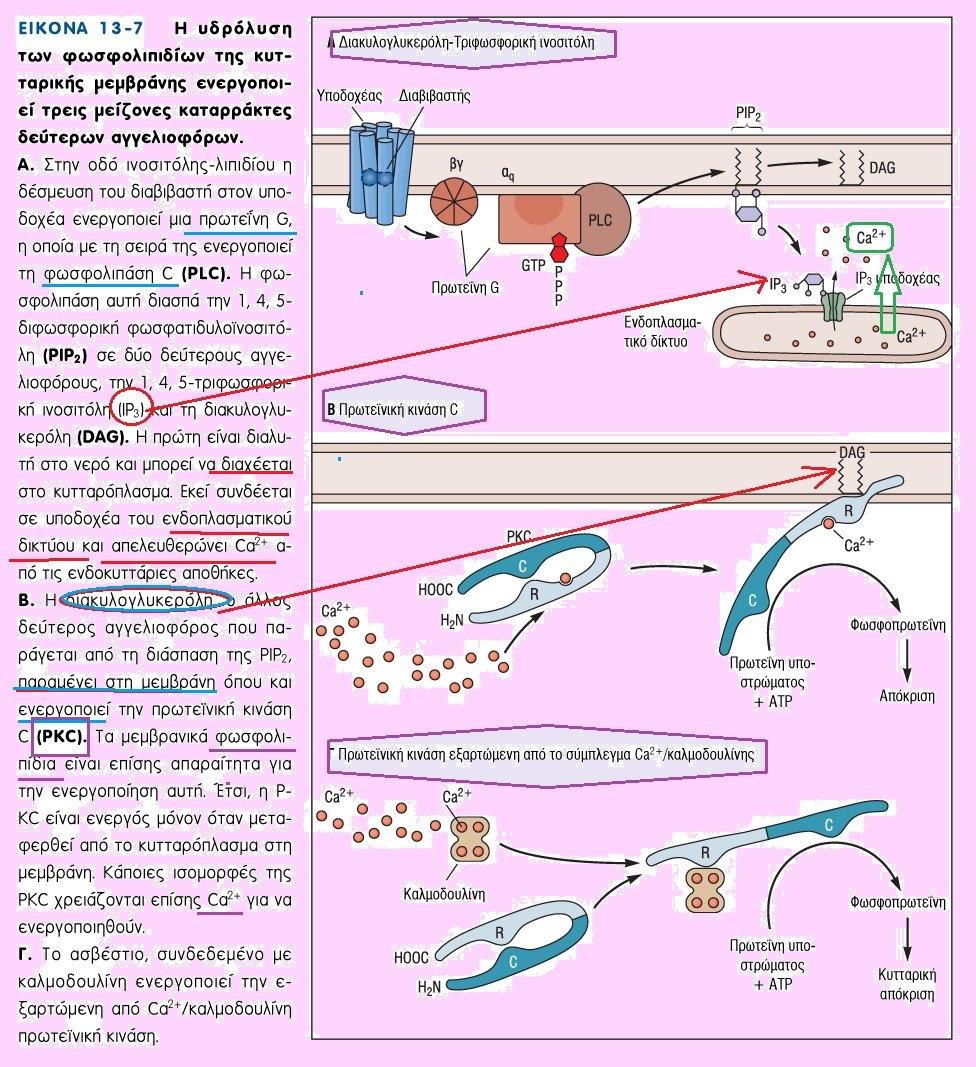 ΕΙΚΟΝΑ 13-7 Η υδρόλυση
των φωσφολιπιδίων της κυτ-
ταρικής μεμβράνης ενεργοποι-
εί τρεις μείζονες καταρράκτες
δεύτερων αγγελιοφόρων.
Α. Στην οδό ινοσιτόλης-λιπιδίου η
δέσμευση του διαβιβαστή στον υπο-
δοχέα ενεργοποιεί μια πρωτεΐνη G,
η οποία με τη σειρά της ενεργοποιεί
τη φωσφολιπάση C (PLC). Η φω-
σφολιπάση αυτή διασπά την 1, 4, 5-
διφωσφορική φωσφατιδυλοϊνοσιτό-
λη (PIP2) σε δύο δεύτερους αγγε-
λιοφόρους, την 1, 4, 5-τριφωσφορι-
κή ινοσιτόλη (IP3) και τη διακυλογλυ-
κερόλη (DAG). Η πρώτη είναι διαλυ-
τή στο νερό και μπορεί να διαχέεται
στο κυτταρόπλασμα. Εκεί συνδέεται
σε υποδοχέα του ενδοπλασματικού
δικτύου και απελευθερώνει Ca2+ α-
πό τις ενδοκυττάριες αποθήκες.
Β. Η διακυλογλυκερόλη, ο άλλος
δεύτερος αγγελιοφόρος που πα-
ράγεται από τη διάσπαση της PIP2,
παραμένει στη μεμβράνη όπου και
ενεργοποιεί την πρωτεϊνική κινάση
C (PKC). Τα μεμβρανικά φωσφολι-
πίδια είναι επίσης απαραίτητα για
την ενεργοποίηση αυτή. Έτσι, η P-
KC είναι ενεργός μόνον όταν μετα-
φερθεί από το κυτταρόπλασμα στη
μεμβράνη. Κάποιες ισομορφές της
PKC χρειάζονται επίσης Ca2+ για να
ενεργοποιηθούν.
Γ. Το ασβέστιο, συνδεδεμένο με
καλμοδουλίνη ενεργοποιεί την ε-
ξαρτώμενη από Ca2+/καλμοδουλίνη
πρωτεϊνική κινάση.
Α Διακυλογλυκερόλη-Τριφωσφορική ινοσιτόλη
Υποδοχέας Διαβιβαστής
PIP2
βγ
αq
DAG
PLC
GTP
P
P
P
Πρωτεΐνη G
Ca2+
IP3
IP3 υποδοχέας
Ενδοπλασμα-
τικό δίκτυο
Ca2+
Β Πρωτεϊνική κινάση C
DAG
R
Ca2+
PKC
C
HOOC
R
H2N
Ca2+
C
Φωσφοπρωτεΐνη
Πρωτεΐνη υπο-
στρώματος
+ ATP
Απόκριση
Πρωτεϊνική κινάση εξαρτώμενη από το σύμπλεγμα Ca2+/καλμοδουλίνης
Ca2+
Ca2+
C
R
Καλμοδουλίνη
R
HOOC
C
H2N
Φωσφοπρωτεΐνη
Πρωτεΐνη υπο-
στρώματος
+ ATP
Κυτταρική
απόκριση